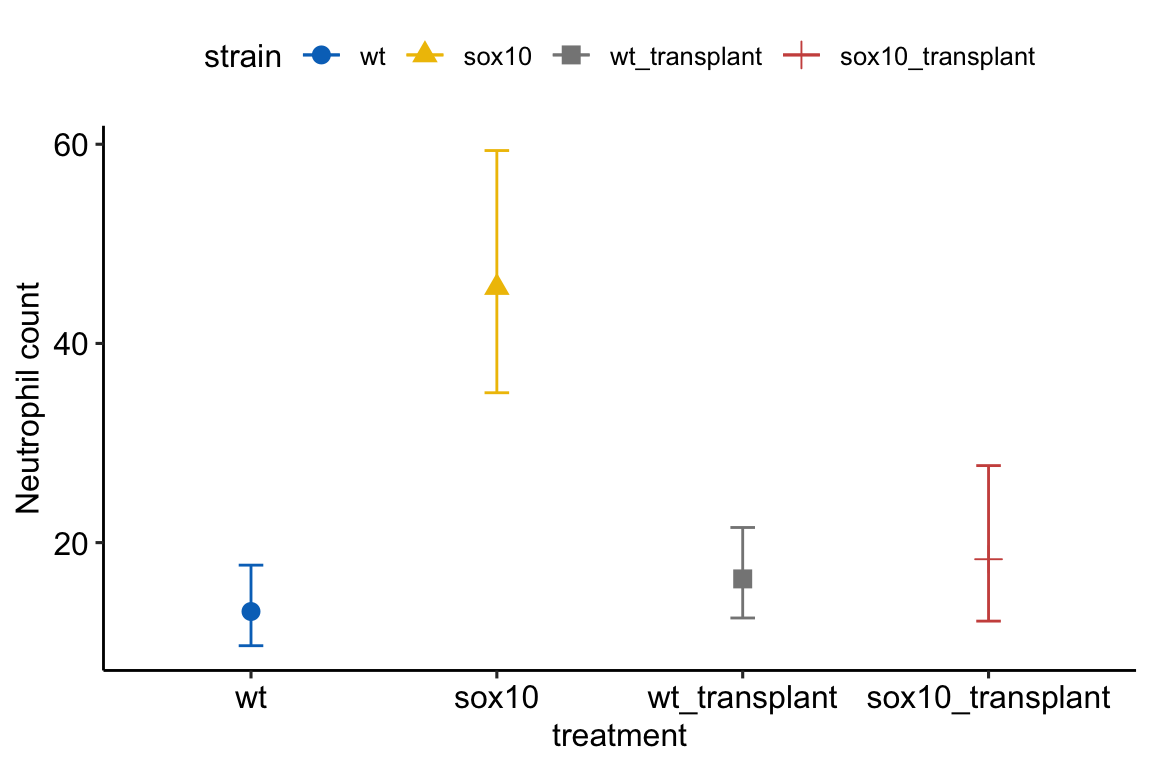 strain wt sox10 wt_transplant sox10_transplant
60
40
20
Neutrophil count
wt sox10 wt_transplant sox10_transplant
treatment